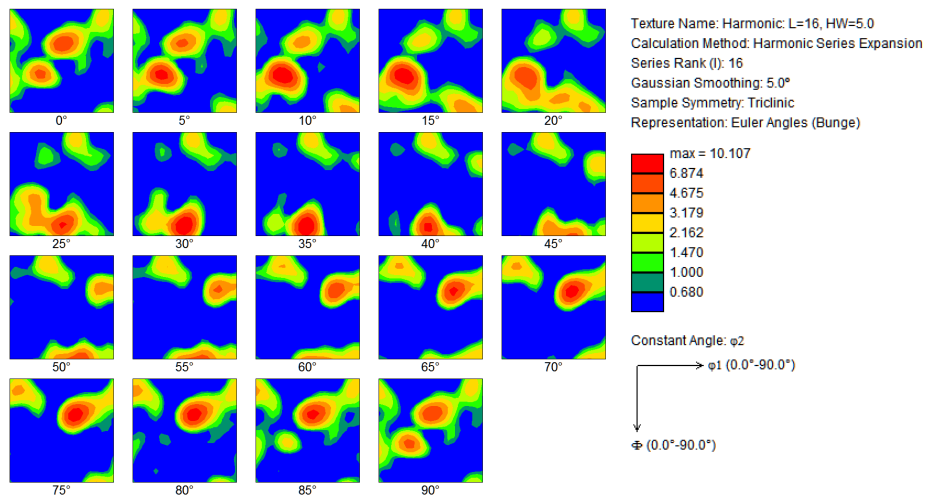 Texture Name: Harmonic: L=16, HW=5.0
Calculation Method: Harmonic Series Expansion
Series Rank (l): 16
Gaussian Smoothing: 5.0º
Sample Symmetry: Triclinic
Representation: Euler Angles (Bunge)
0° 5° 10° 15° 20°
25° 30° 35° 40° 45°
50° 55° 60° 65° 70°
75° 80° 85° 90°
max = 10.107
6.874
4.675
3.179
2.162
1.470
1.000
0.680
Constant Angle: φ2
φ1 (0.0°-90.0°)
Φ (0.0°-90.0°)